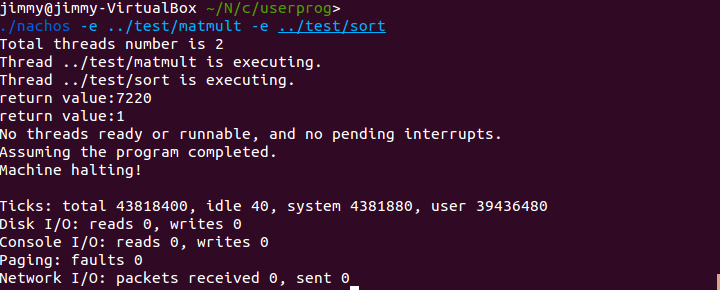 jimmy@jimmy-VirtualBox ~/N/c/userprog>
./nachos -e ../test/matmult -e ../test/sort
Total threads number is 2
Thread ../test/matmult is executing.
Thread ../test/sort is executing.
return value:7220
return value:1
No threads ready or runnable, and no pending interrupts.
Assuming the program completed.
Machine halting!

Ticks: total 43818400, idle 40, system 4381880, user 39436480
Disk I/O: reads 0, writes 0
Console I/O: reads 0, writes 0
Paging: faults 0
Network I/O: packets received 0, sent 0